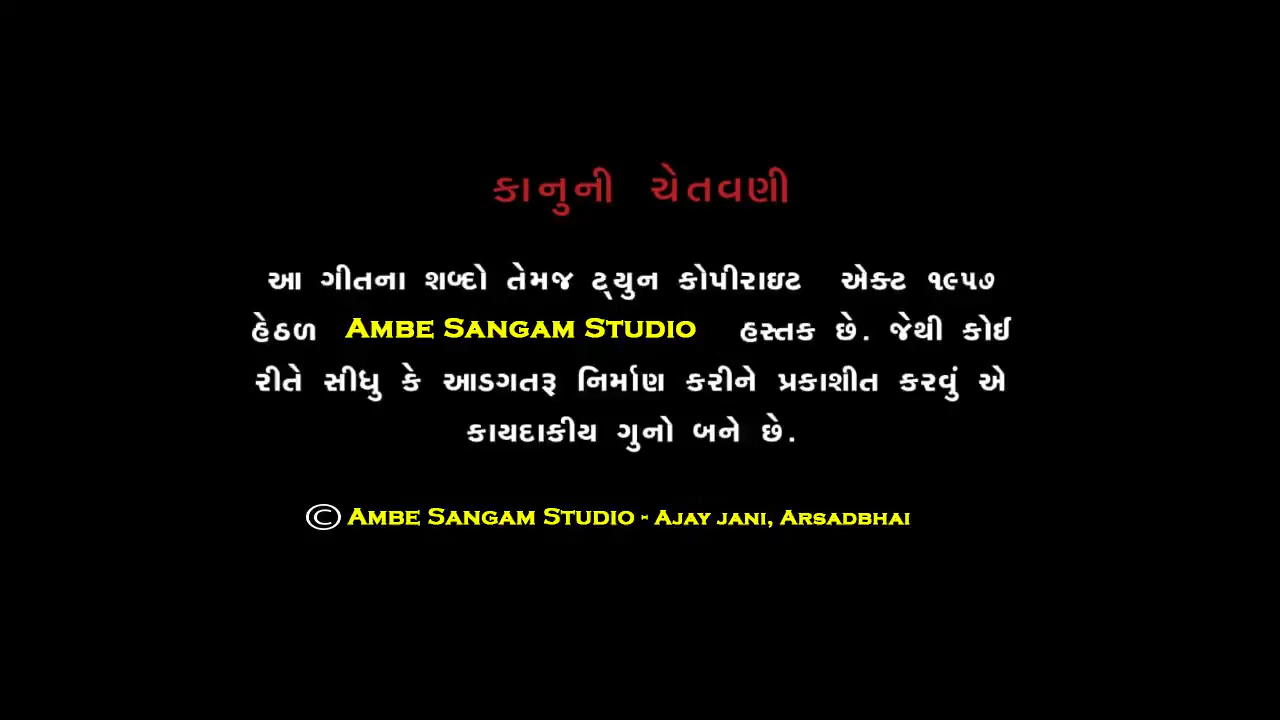 કાનુની ચેતવણી
આ ગીતના શબ્દો તેમજ ટ્યુન કોપીરાઇટ એક્ટ ૧૯૫૭
હેઠળ AMBE SANGAM STUDIO હસ્તક છે. જેથી કોઈ
રીતે સીધુ કે આડગતરૂ નિર્માણ કરીને પ્રકાશીત કરવું એ
કાયદાકીય ગુનો બને છે.
© AMBE SANGAM STUDIO - AJAY JANI, ARSADBHAI